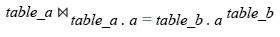 table_a ⋈ table_a . a = table_b . a table_b